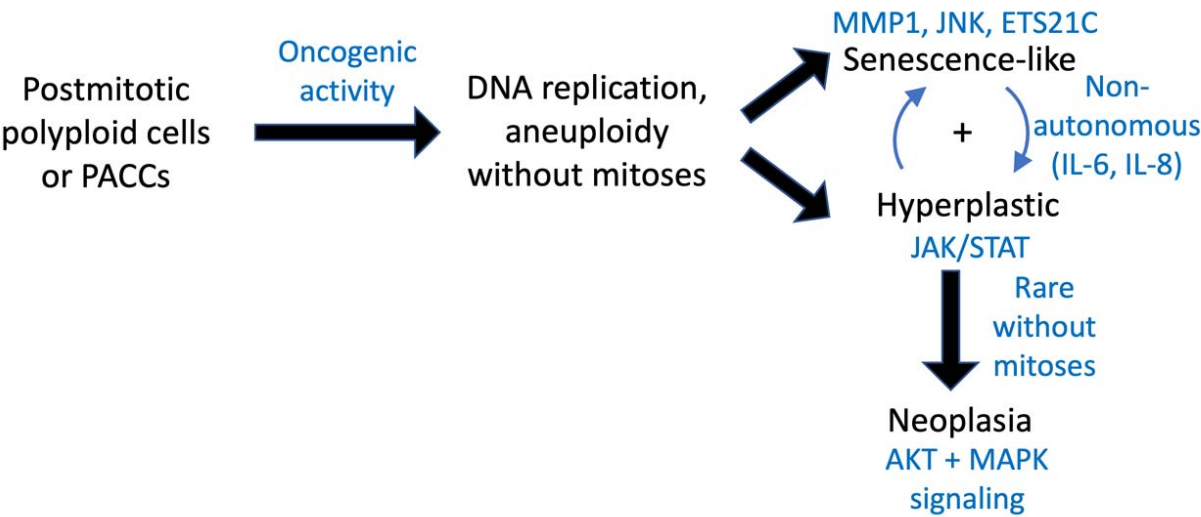 Postmitotic
polyploid cells
or PACCs
Oncogenic
activity
DNA replication,
aneuploidy
without mitoses
MMP1, JNK, ETS21C
Senescence-like
+
Non-
autonomous
(IL-6, IL-8)
Hyperplastic
JAK/STAT
Rare
without
mitoses
Neoplasia
AKT + MAPK
signaling